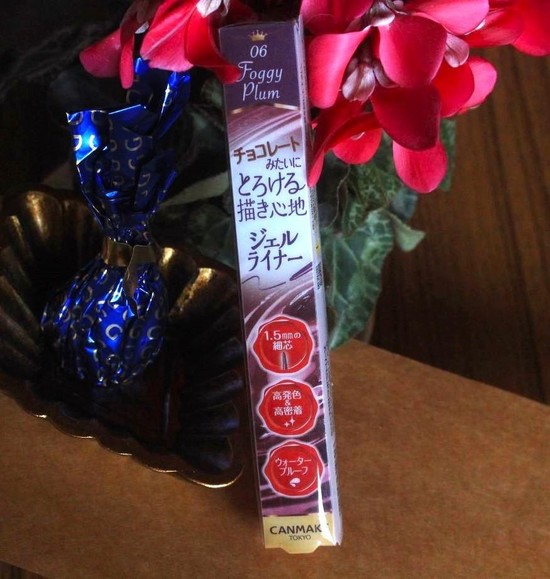 06
Foggy
Plum
チョコレート
みたいに
とろける
描き心地
ジェル
ライナー
1.5mmの
細芯
高発色
&
高密着
ウォーター
プルーフ
CANMAKE
TOKYO